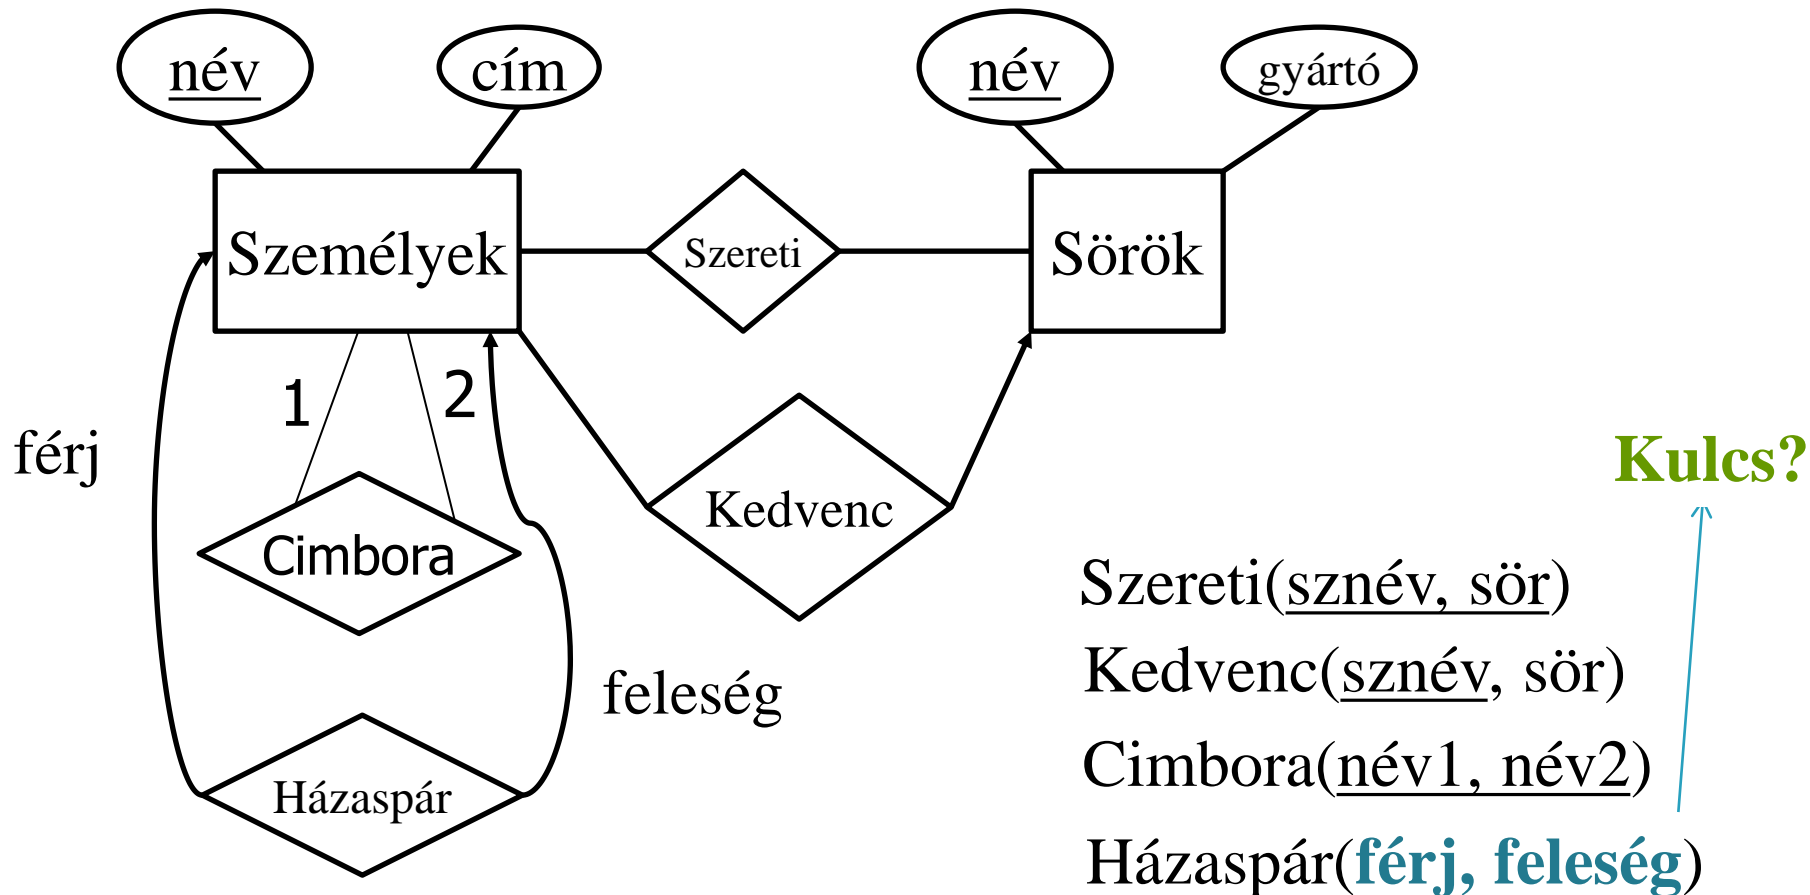 név
cím
név
gyártó
Személyek
Szereti
Sörök
1
2
férj
Kedvenc
Kulcs?
Cimbora
Szereti(sznév, sör)
Kedvenc(sznév, sör)
feleség
Cimbora(név1, név2)
Házaspár
Házaspár(férj, feleség)